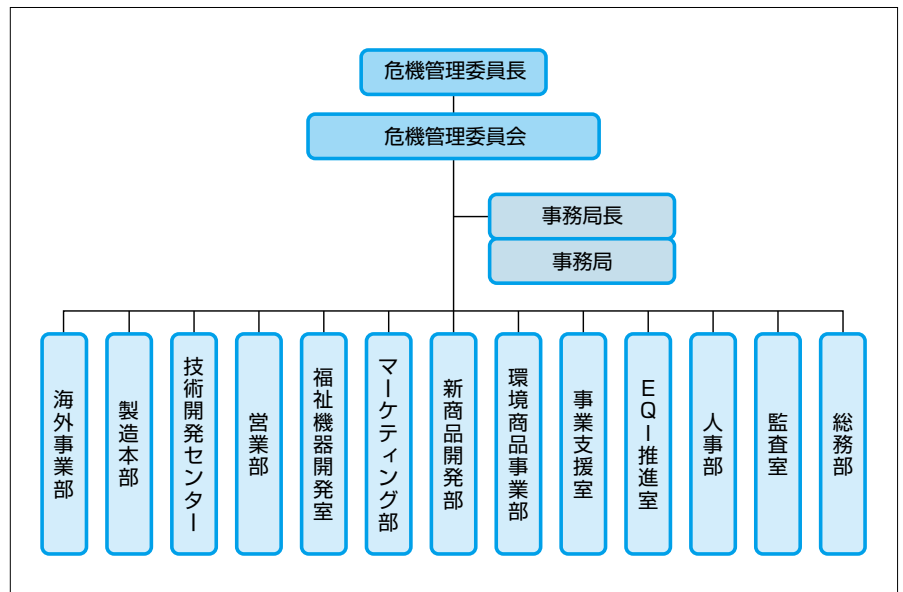 危機管理委員長
危機管理委員会
事務局長
事務局
海外事業部
製造本部
技術開発センター
営業部
福祉機器開発室
マーケティング部
新商品開発部
環境商品事業部
事業支援室
EQI推進室
人事部
監査室
総務部